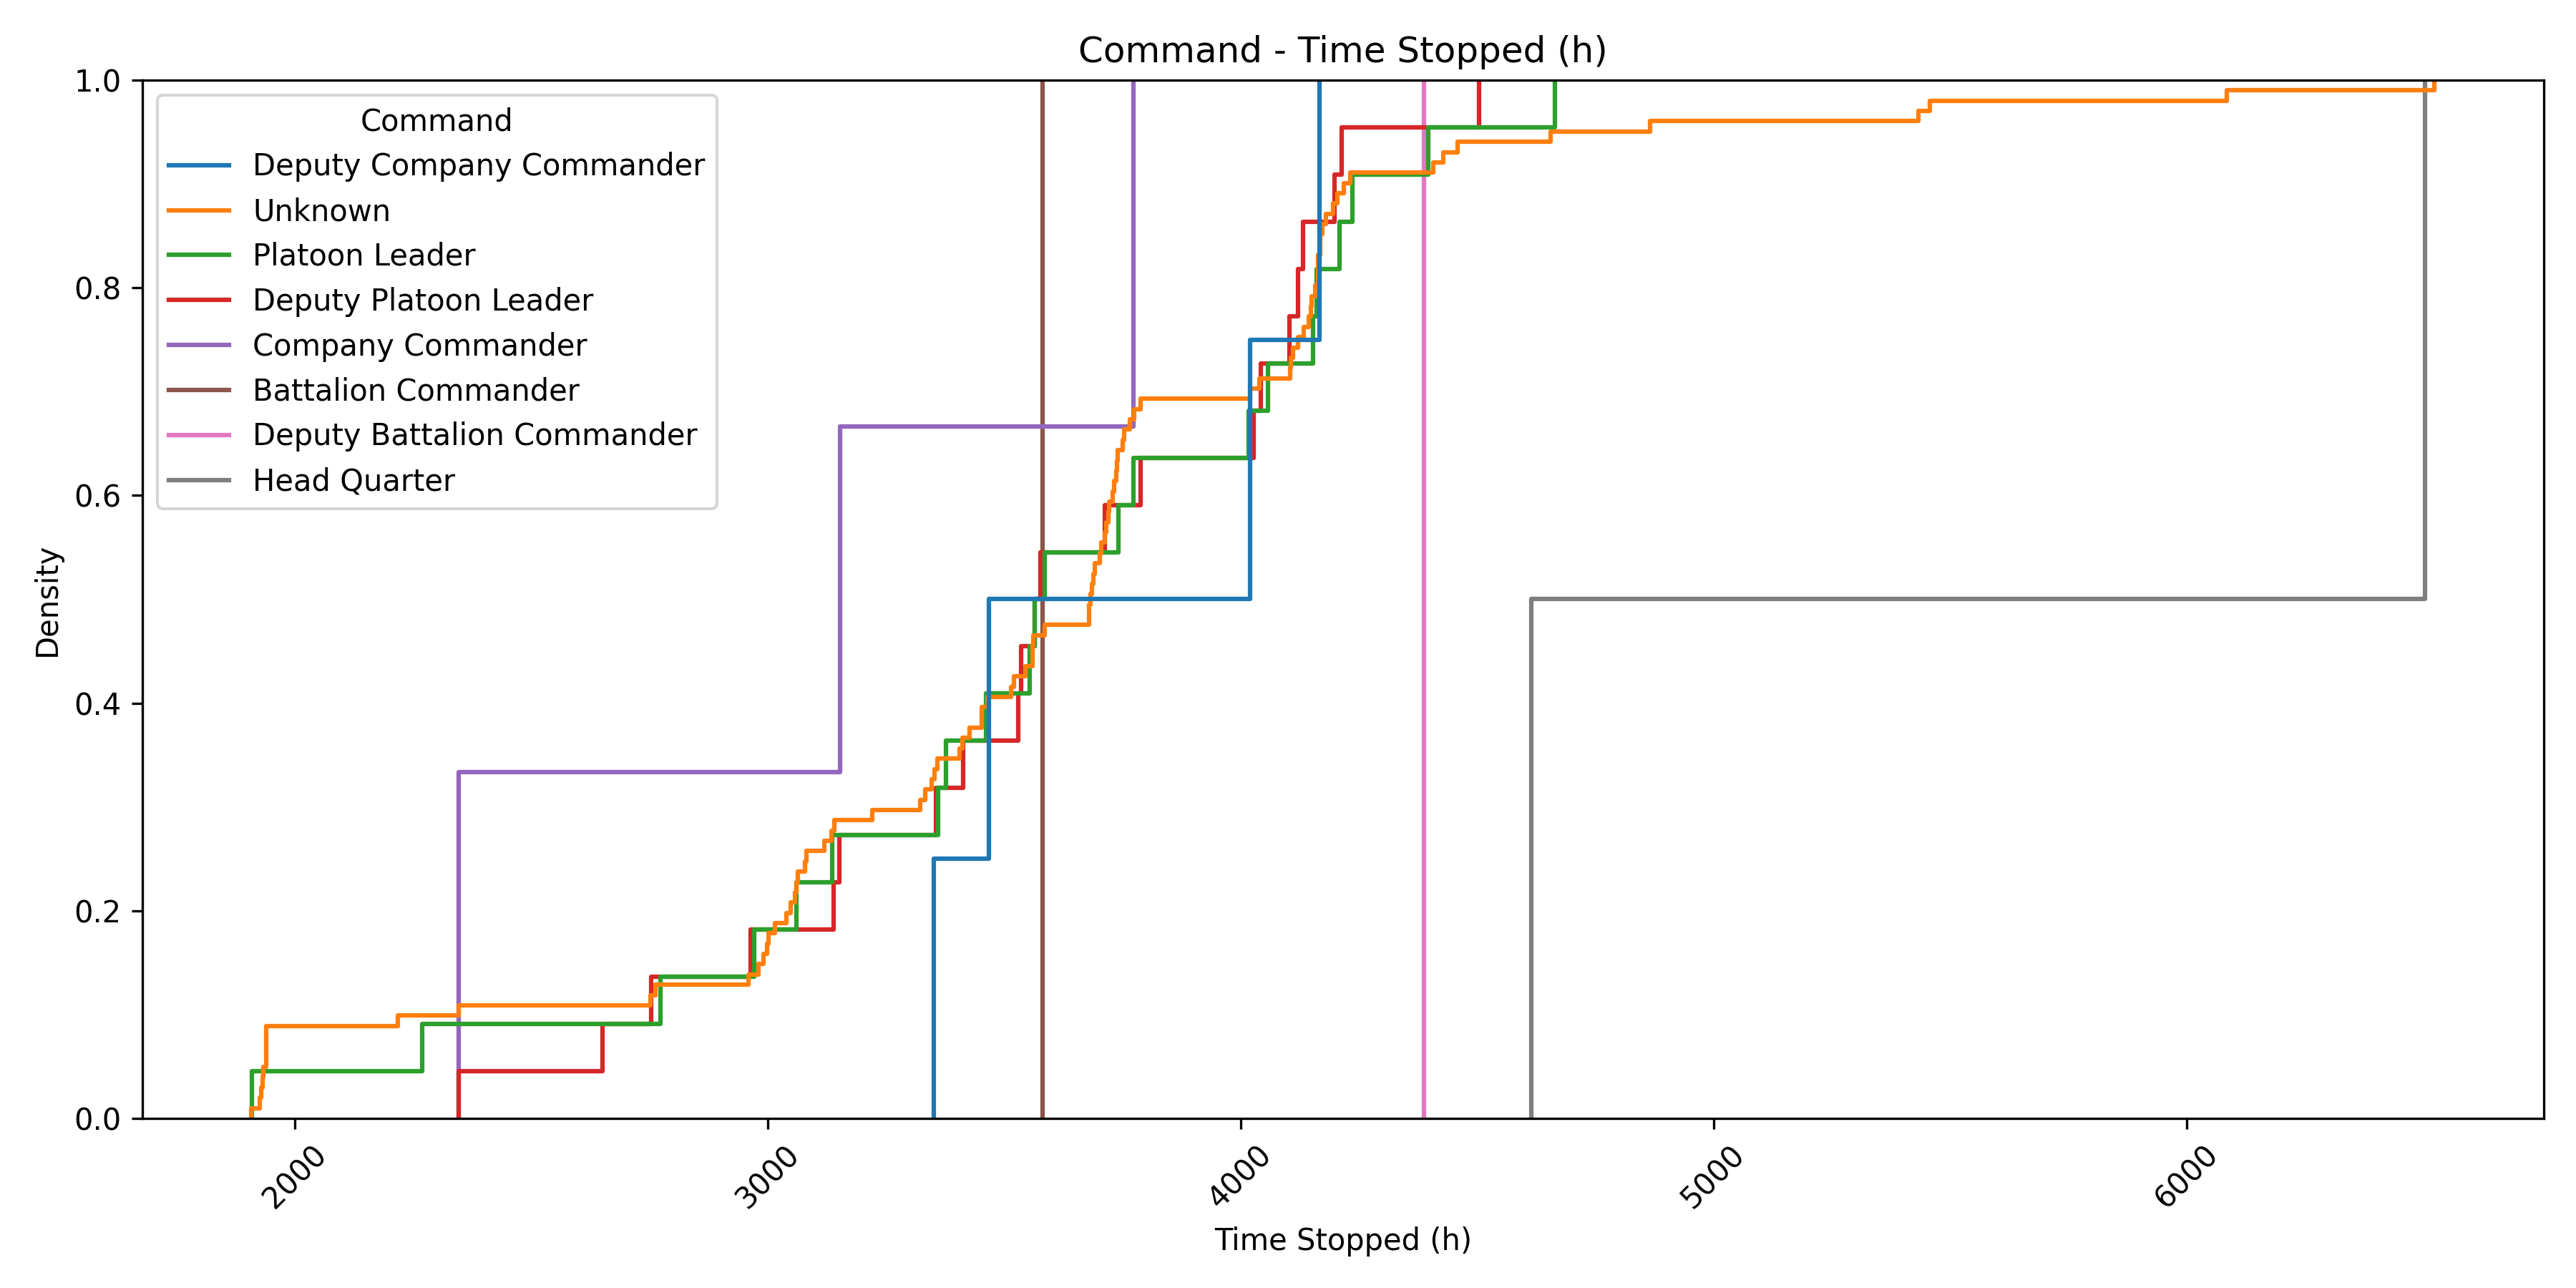 Command - Time Stopped (h)
1.0
0.8
0.6
0.4
0.2
0.0
Density
Command
Deputy Company Commander
Unknown
Platoon Leader
Deputy Platoon Leader
Company Commander
Battalion Commander
Deputy Battalion Commander
Head Quarter
2000
3000
4000
5000
6000
Time Stopped (h)